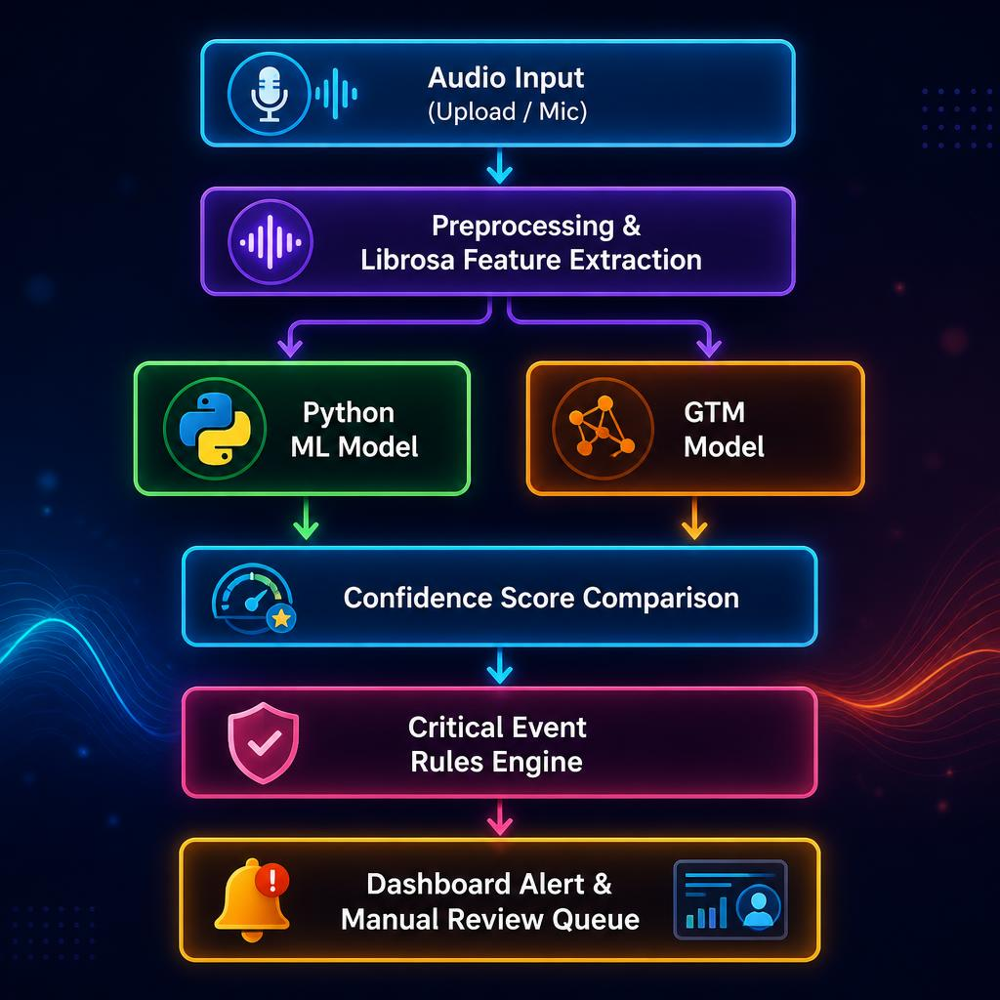 Audio Input
(Upload / Mic)
Preprocessing &
Librosa Feature Extraction
Python
ML Model
GTM
Model
Confidence Score Comparison
Critical Event
Rules Engine
Dashboard Alert &
Manual Review Queue